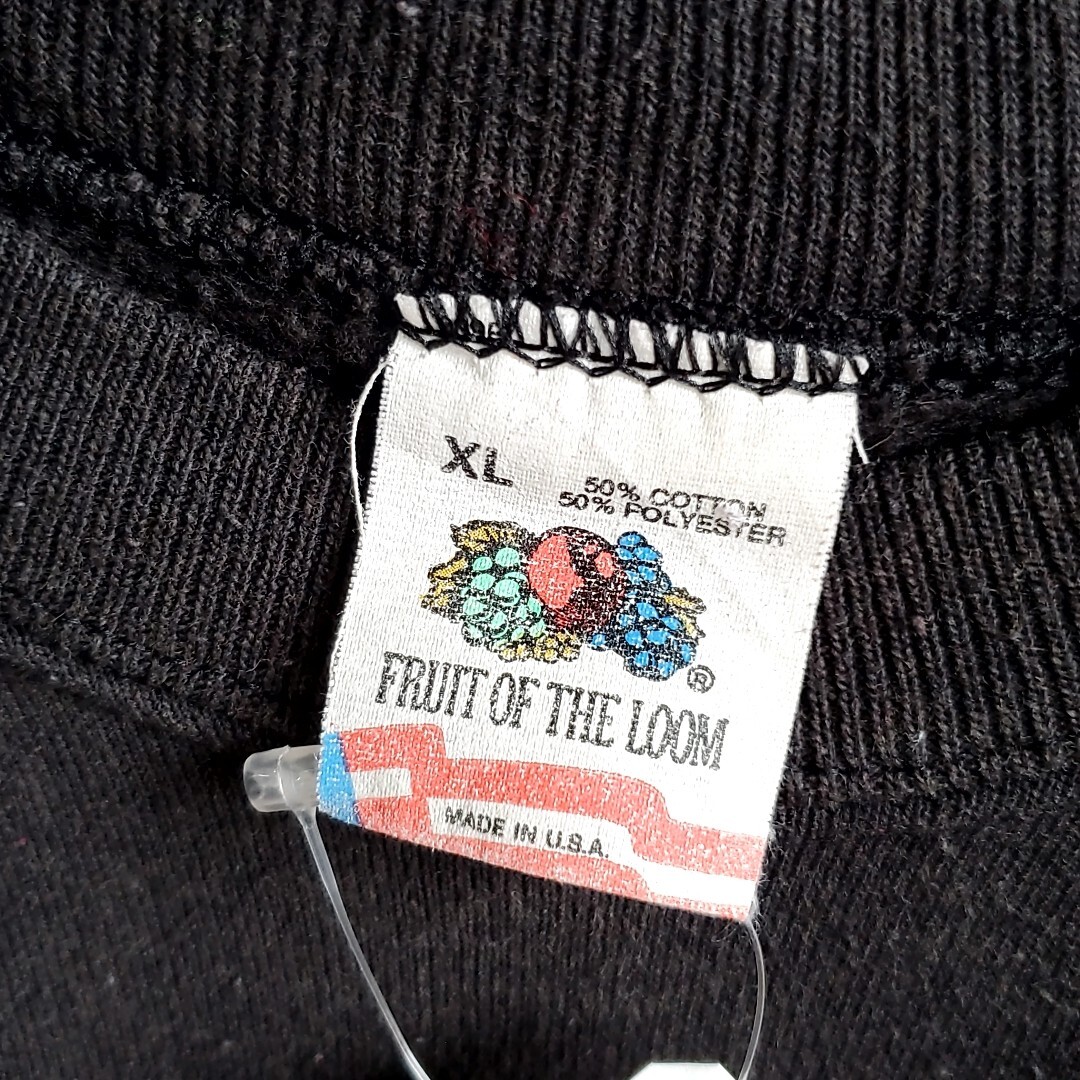 XL
50% COTTON
50% POLYESTER
®
FRUIT OF THE LOOM
MADE IN U.S.A.